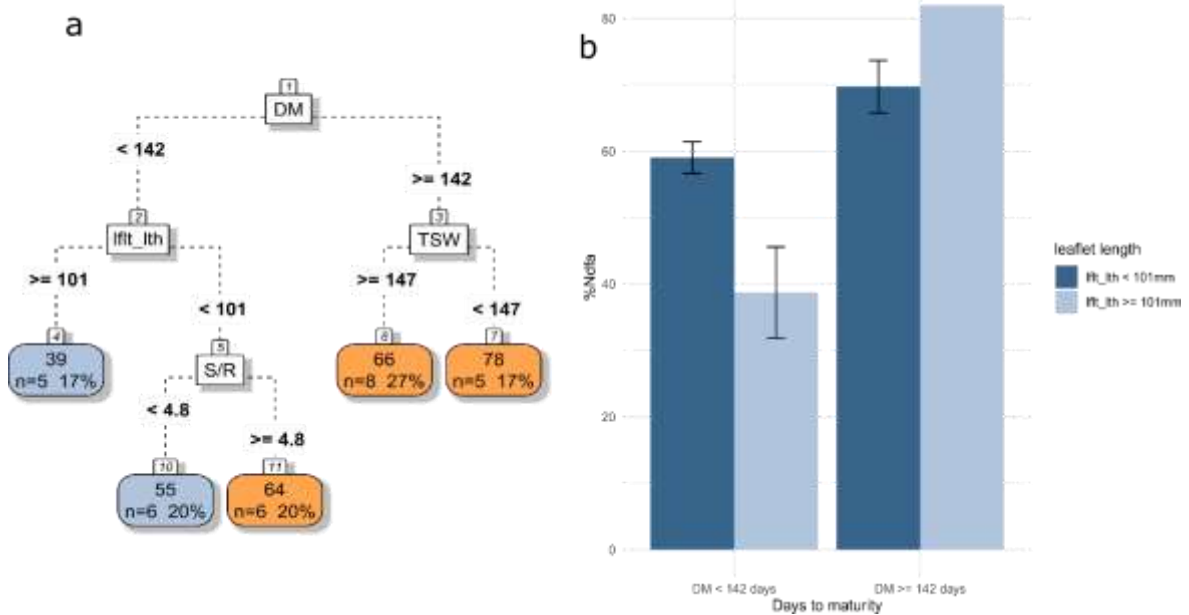 a
1
DM
< 142
>= 142
2
lflt_lth
3
TSW
>= 101
< 101
>= 147
< 147
4
39
n=5 17%
5
S/R
6
66
n=8 27%
7
78
n=5 17%
< 4.8
>= 4.8
10
55
n=6 20%
11
64
n=6 20%
b
80
60
40
20
0
%Ndfa
DM < 142 days
DM >= 142 days
Days to maturity
leaflet length
lflt_lth < 101mm
lflt_lth >= 101mm